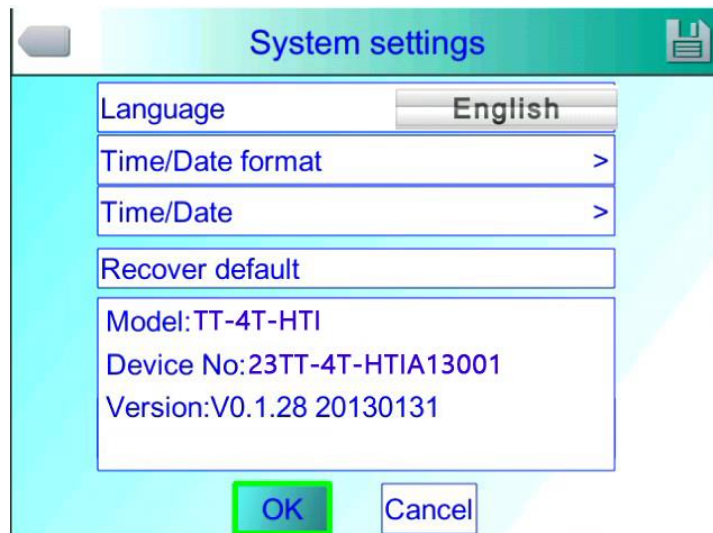 System settings
Language English
Time/Date format >
Time/Date >
Recover default
Model:TT-4T-HTI
Device No:23TT-4T-HTIA13001
Version:V0.1.28 20130131
OK Cancel